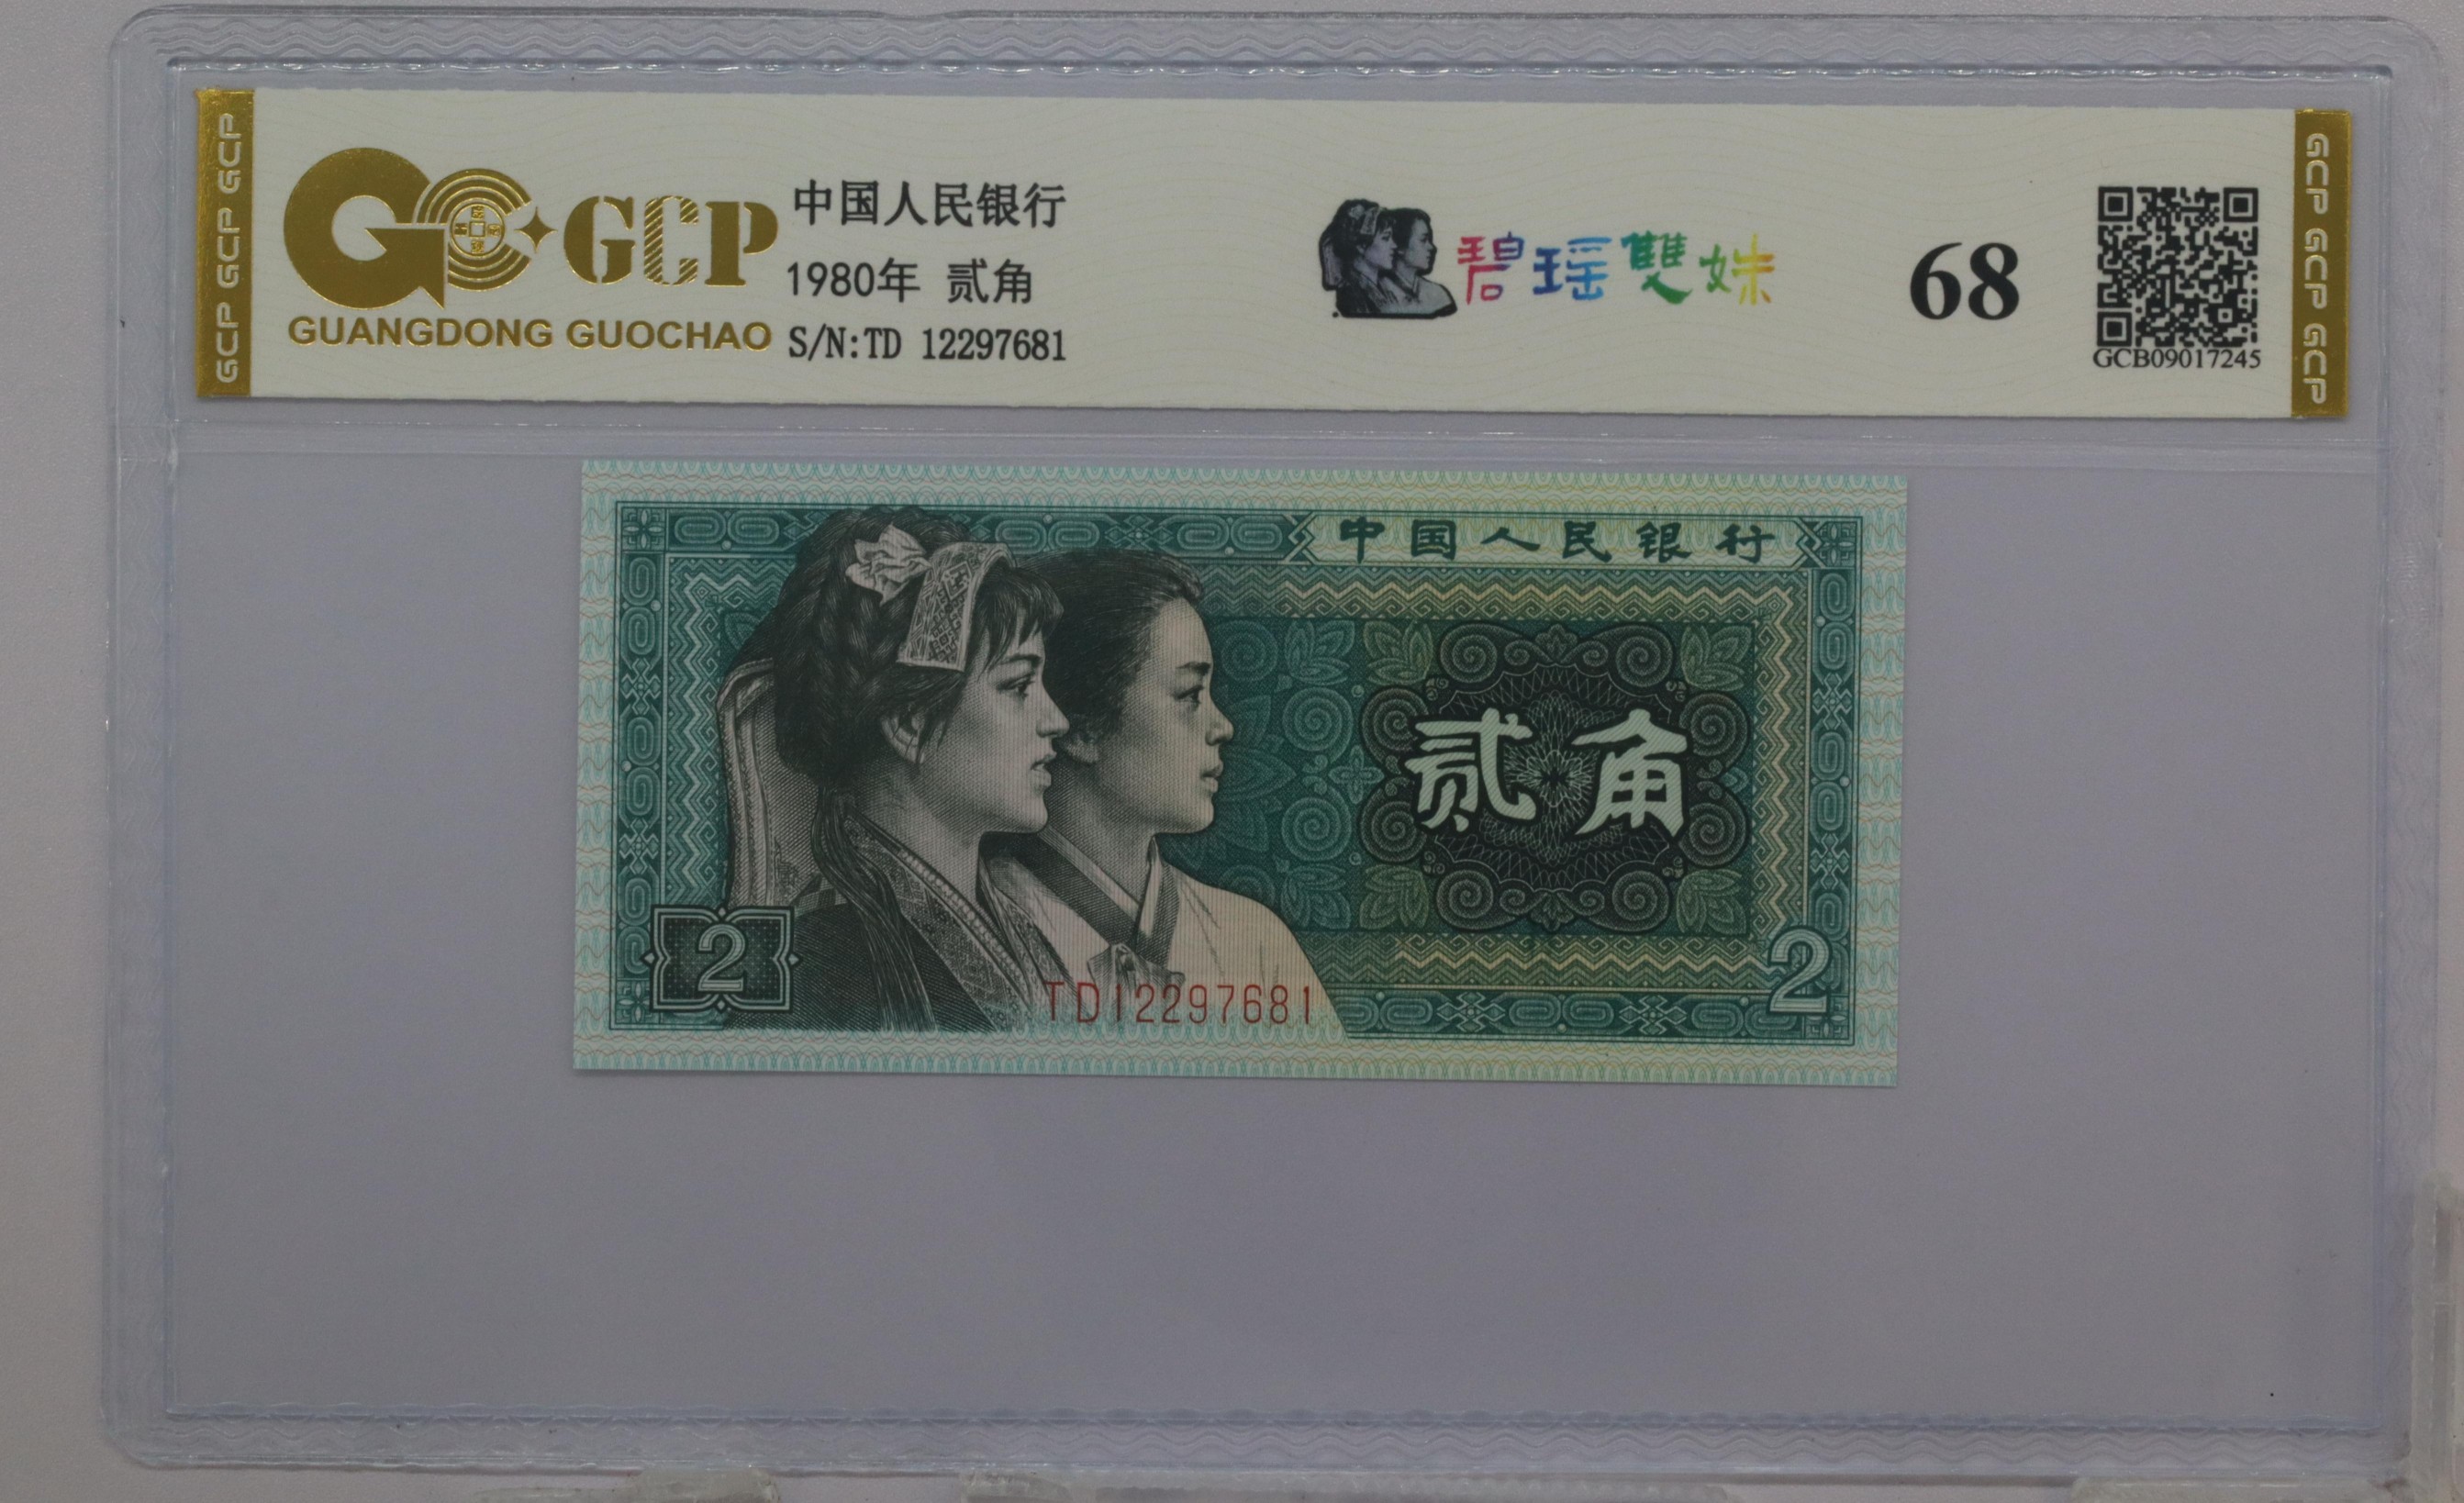 GCP GCP GCP
GCP
GUANGDONG GUOCHAO
中国人民银行
1980年 贰角
S/N:TD 12297681
碧瑶雙姝
68
GCB09017245
GCP GCP GCP
中国人民银行
贰角
2
TD12297681
2